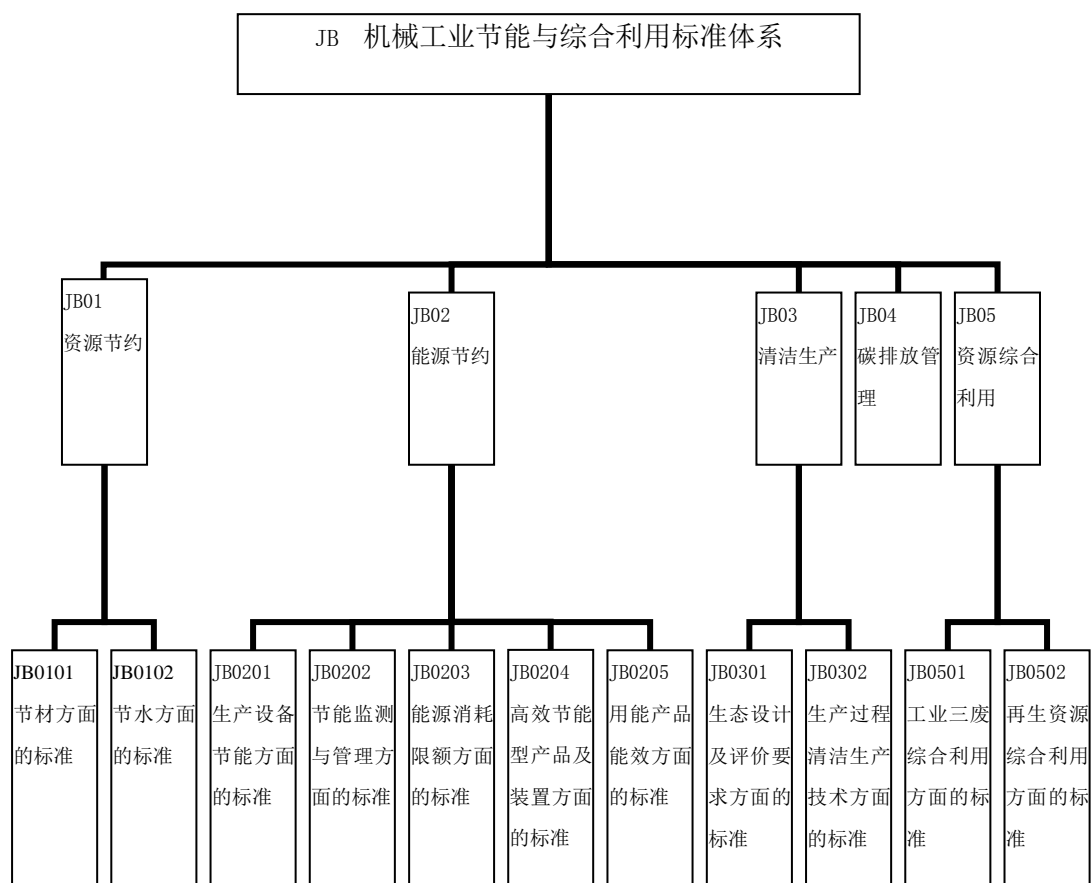 JB 机械工业节能与综合利用标准体系
JB01
资源节约
JB02
能源节约
JB03
清洁生产
JB04
碳排放管
理
JB05
资源综合
利用
JB0101
节材方面
的标准
JB0102
节水方面
的标准
JB0201
生产设备
节能方面
的标准
JB0202
节能监测
与管理方
面的标准
JB0203
能源消耗
限额方面
的标准
JB0204
高效节能
型产品及
装置方面
的标准
JB0205
用能产品
能效方面
的标准
JB0301
生态设计
及评价要
求方面的
标准
JB0302
生产过程
清洁生产
技术方面
的标准
JB0501
工业三废
综合利用
方面的标
准
JB0502
再生资源
综合利用
方面的标
准